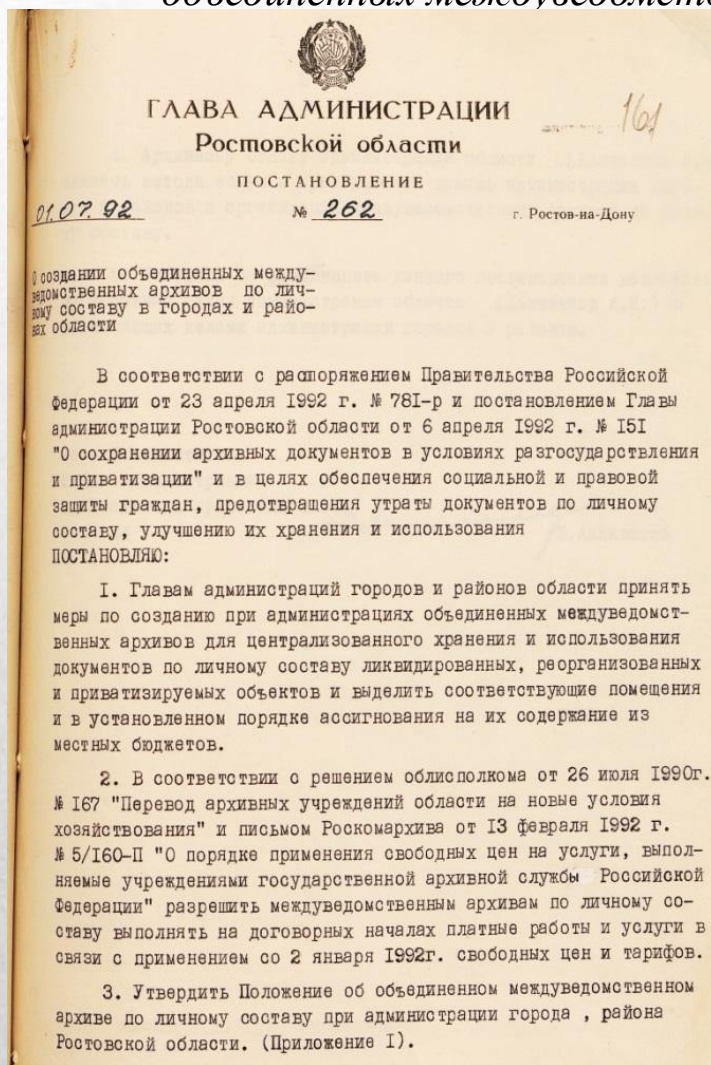 объединенных междуведомств
161
ГЛАВА АДМИНИСТРАЦИИ
Ростовской области
ПОСТАНОВЛЕНИЕ
01.07.92 № 262 г. Ростов-на-Дону
О создании объединенных между-
ведомственных архивов по лич-
ному составу в городах и райо-
нах области
В соответствии с распоряжением Правительства Российской
Федерации от 23 апреля 1992 г. № 781-р и постановлением Главы
администрации Ростовской области от 6 апреля 1992 г. № 151
"О сохранении архивных документов в условиях разгосударствления
и приватизации" и в целях обеспечения социальной и правовой
защиты граждан, предотвращения утраты документов по личному
составу, улучшению их хранения и использования
ПОСТАНОВЛЯЮ:
I. Главам администраций городов и районов области принять
меры по созданию при администрациях объединенных междуведомст-
венных архивов для централизованного хранения и использования
документов по личному составу ликвидированных, реорганизованных
и приватизируемых объектов и выделить соответствующие помещения
и в установленном порядке ассигнования на их содержание из
местных бюджетов.
2. В соответствии с решением облисполкома от 26 июля 1990г.
№ 167 "Перевод архивных учреждений области на новые условия
хозяйствования" и письмом Роскомархива от 13 февраля 1992 г.
№ 5/160-П "О порядке применения свободных цен на услуги, выпол-
няемые учреждениями государственной архивной службы Российской
Федерации" разрешить междуведомственным архивам по личному со-
ставу выполнять на договорных началах платные работы и услуги в
связи с применением со 2 января 1992г. свободных цен и тарифов.
3. Утвердить Положение об объединенном междуведомственном
архиве по личному составу при администрации города , района
Ростовской области. (Приложение I).